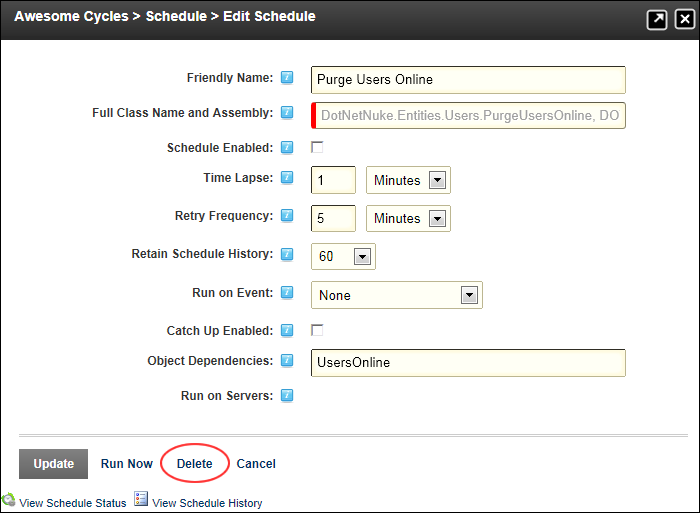 Awesome Cycles > Schedule > Edit Schedule
Friendly Name: Purge Users Online
Full Class Name and Assembly: DotNetNuke.Entities.Users.PurgeUsersOnline, DO
Schedule Enabled:
Time Lapse: 1 Minutes
Retry Frequency: 5 Minutes
Retain Schedule History: 60
Run on Event: None
Catch Up Enabled:
Object Dependencies: UsersOnline
Run on Servers:
Update Run Now Delete Cancel
View Schedule Status View Schedule History